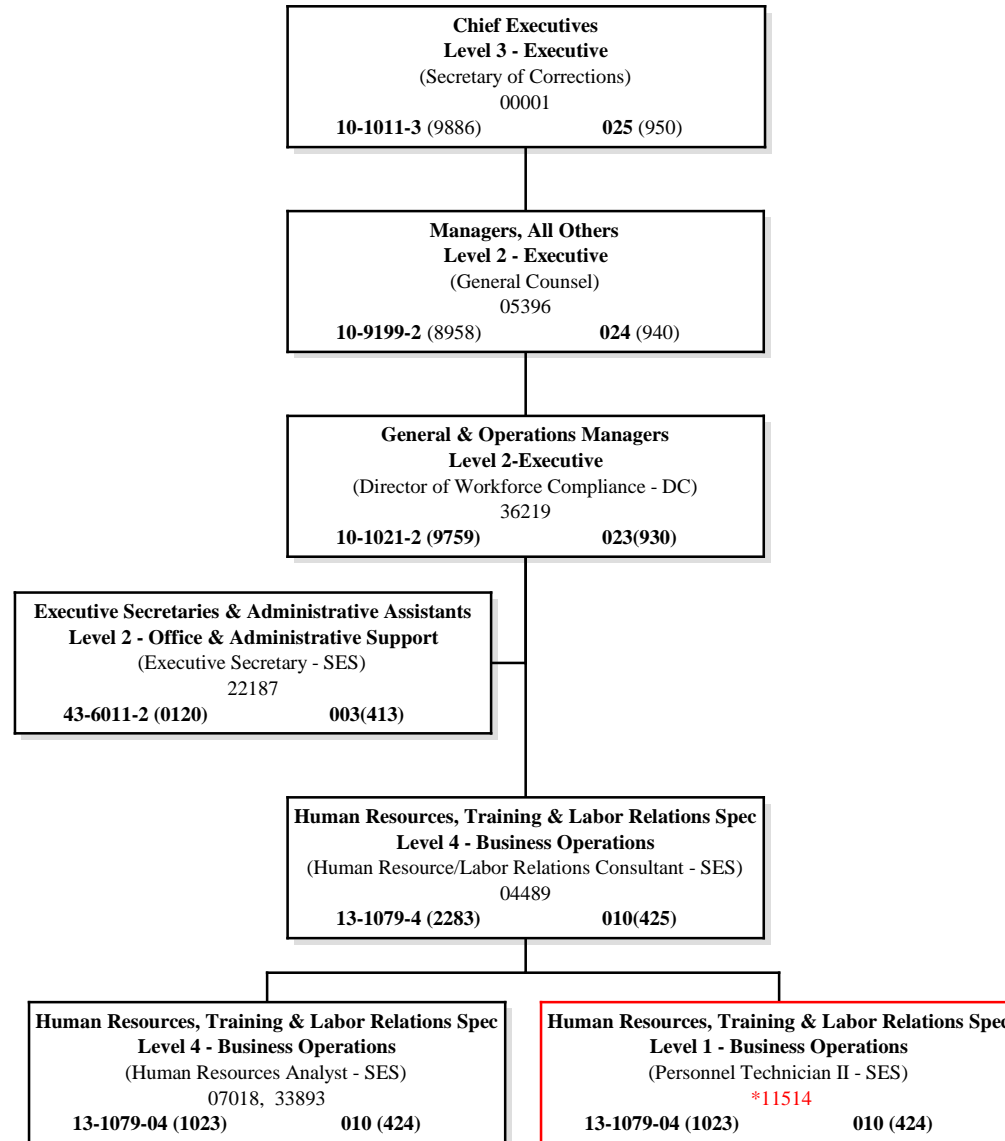 Chief Executives
Level 3 - Executive
(Secretary of Corrections)
00001
10-1011-3 (9886) 025 (950)
Managers, All Others
Level 2 - Executive
(General Counsel)
05396
10-9199-2 (8958) 024 (940)
General & Operations Managers
Level 2-Executive
(Director of Workforce Compliance - DC)
36219
10-1021-2 (9759) 023(930)
Executive Secretaries & Administrative Assistants
Level 2 - Office & Administrative Support
(Executive Secretary - SES)
22187
43-6011-2 (0120) 003(413)
Human Resources, Training & Labor Relations Spec
Level 4 - Business Operations
(Human Resource/Labor Relations Consultant - SES)
04489
13-1079-4 (2283) 010(425)
Human Resources, Training & Labor Relations Spec
Level 4 - Business Operations
(Human Resources Analyst - SES)
07018, 33893
13-1079-04 (1023) 010 (424)
Human Resources, Training & Labor Relations Spec
Level 1 - Business Operations
(Personnel Technician II - SES)
*11514
13-1079-04 (1023) 010 (424)